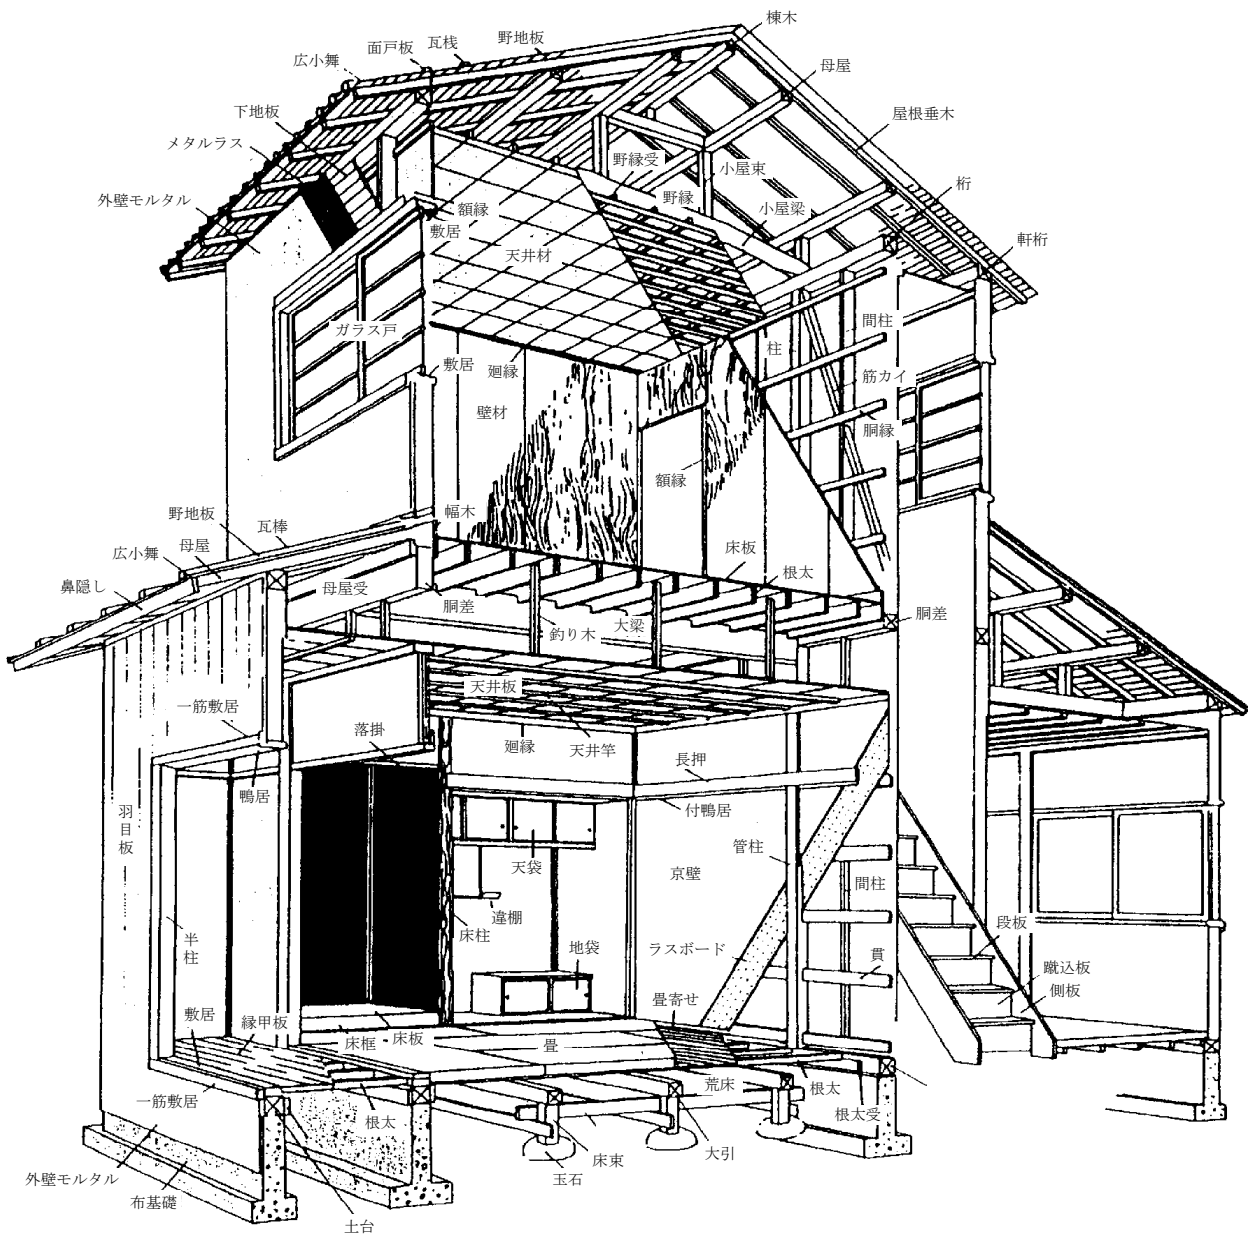 棟木
野地板
瓦桟
面戸板
広小舞
母屋
下地板
屋根垂木
メタルラス
野縁受
小屋束
桁
外壁モルタル
額縁
野縁
小屋梁
敷居
天井材
軒桁
ガラス戸
間柱
柱
敷居
廻縁
筋カイ
壁材
胴縁
額縁
幅木
野地板
瓦棒
広小舞
母屋
床板
根太
鼻隠し
母屋受
胴差
釣り木
大梁
胴差
天井板
一筋敷居
落掛
廻縁
天井竿
長押
鴨居
付鴨居
羽目板
天袋
管柱
京壁
間柱
違棚
床柱
半柱
地袋
ラスボード
貫
段板
蹴込板
側板
敷居
縁甲板
畳寄せ
床框
床板
畳
荒床
根太
一筋敷居
根太
根太受
大引
床束
外壁モルタル
玉石
布基礎
土台